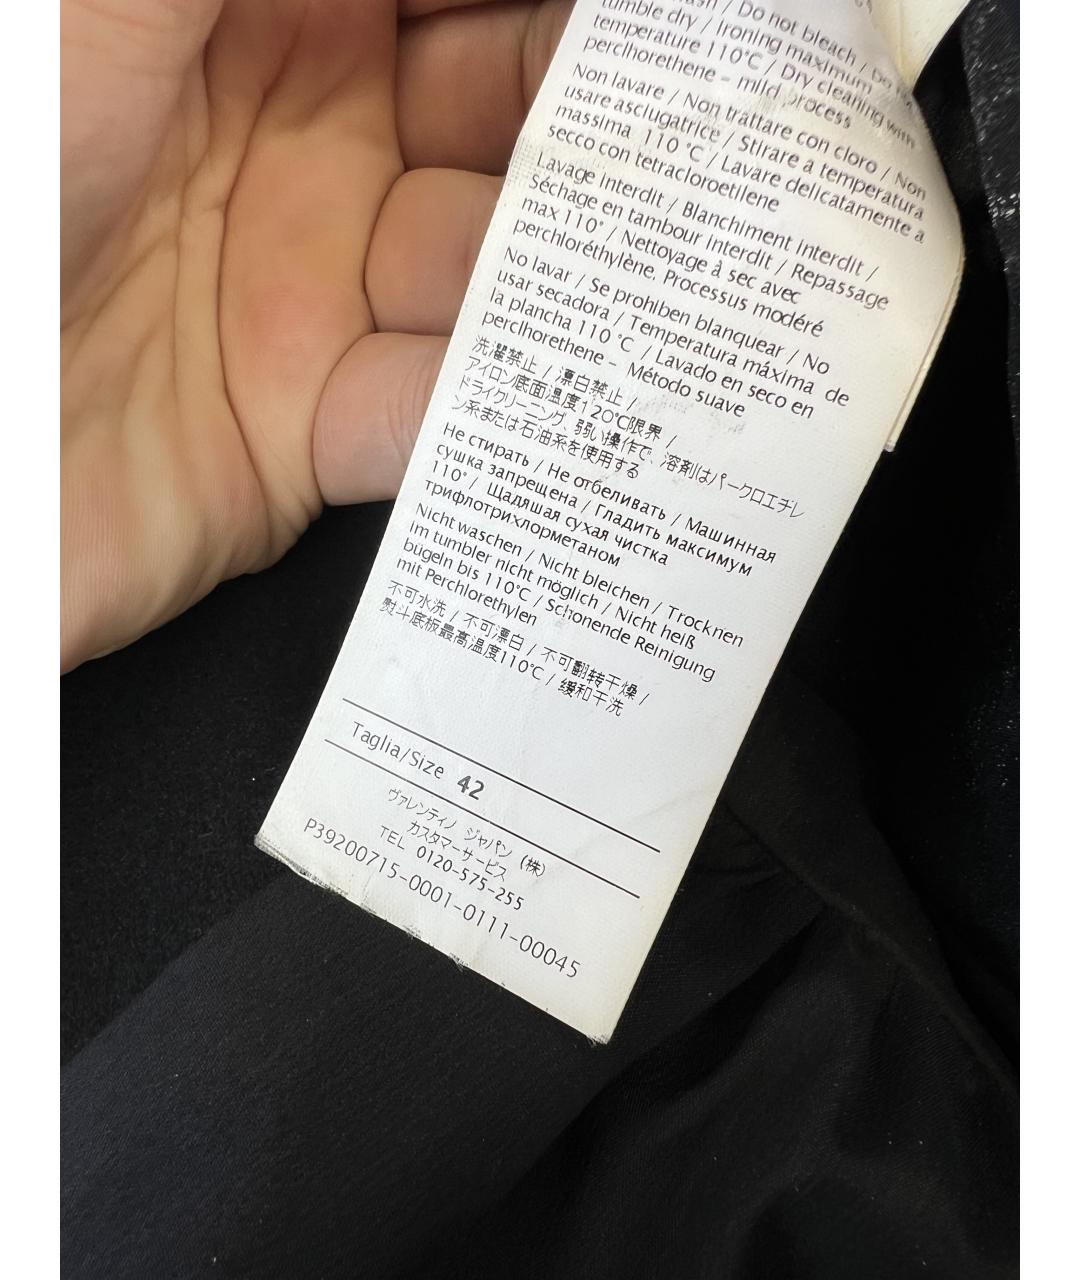 / Do not bleach / Do
tumble dry / Ironing maximum
temperature 110°C / Dry cleaning with
perclhorethene - mild process
Non lavare / Non trattare con cloro / Non
usare asciugatrice / Stirare a temperatura
massima 110 °C / Lavare delicatamente a
secco con tetracloroetilene
Lavage interdit / Blanchiment interdit /
Séchage en tambour interdit / Repassage
max 110° / Nettoyage à sec avec
perchloréthylène. Processus modéré
No lavar / Se prohiben blanquear / No
usar secadora / Temperatura máxima de
la plancha 110 °C / Lavado en seco en
perclhorethene - Método suave
洗濯禁止 / 漂白禁止 /
アイロン底面温度120℃限界 /
ドライクリーニング、弱い操作で、溶剤はパークロエチレ
ン系または石油系を使用する
Не стирать / Не отбеливать / Машинная
сушка запрещена / Гладить максимум
110° / Щадяшая сухая чистка
трифлотрихлорметаном
Nicht waschen / Nicht bleichen / Trocknen
im tumbler nicht möglich / Nicht heiß
bügeln bis 110°C / Schonende Reinigung
mit Perchlorethylen
不可水洗 / 不可漂白 / 不可翻转干燥 /
熨斗底板最高温度110℃ / 缓和干洗
Taglia/Size 42
ヴァレンティノ ジャパン (株)
カスタマーサービス
TEL 0120-575-255
P39200715-0001-0111-00045